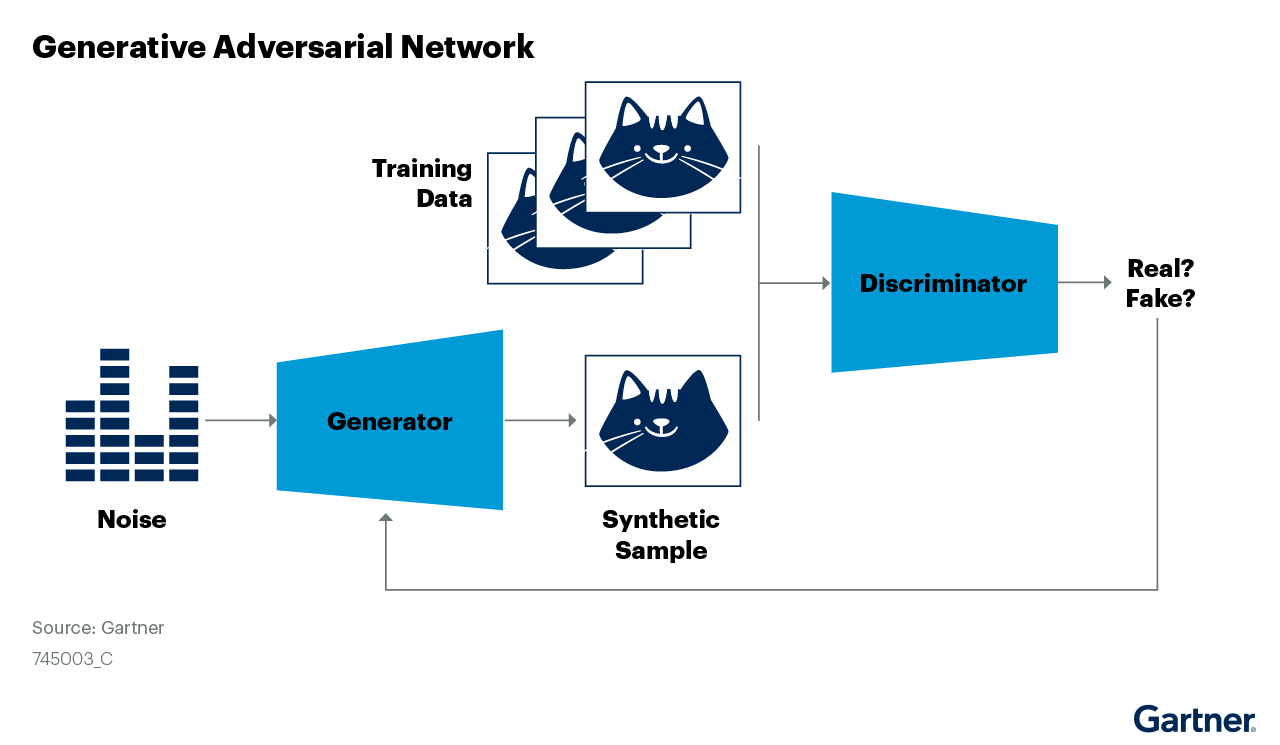 Generative Adversarial Network
Training
Data
Discriminator
Real?
Fake?
Generator
Noise
Synthetic
Sample
Source: Gartner
745003_C
Gartner®